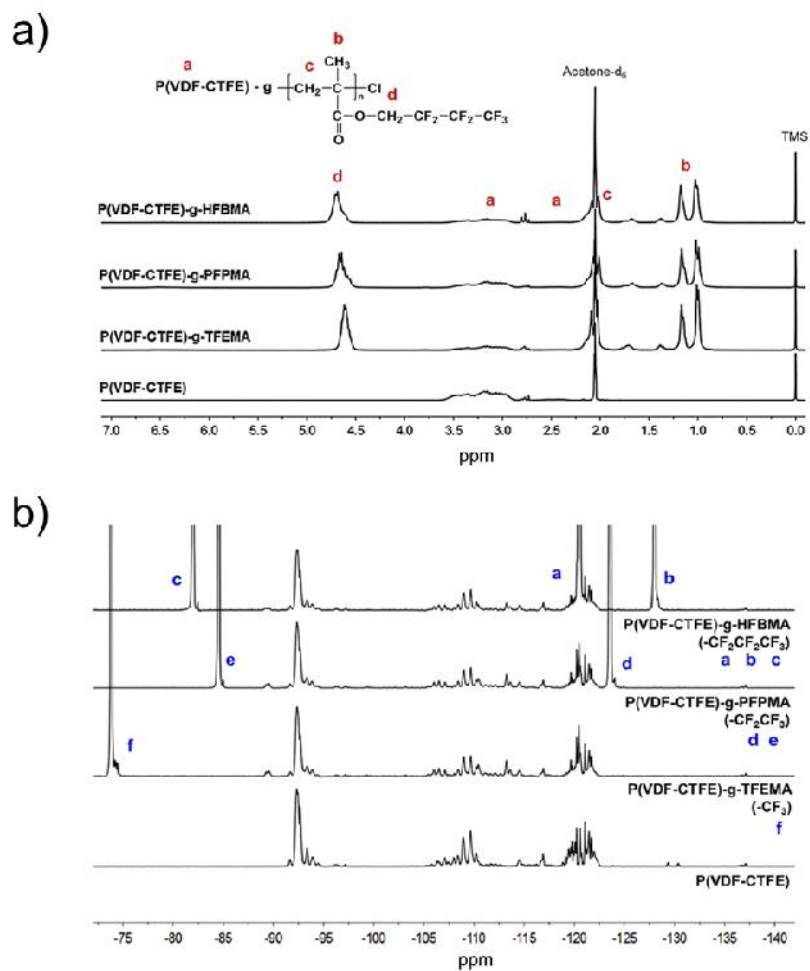 a)
a
b
c
CH₃
P(VDF-CTFE) - g
CH₂
C
n
Cl
d
C
O
CH₂
CF₂
CF₂
CF₃
O
Acetone-d₆
TMS
d
a
a
c
b
P(VDF-CTFE)-g-HFBMA
P(VDF-CTFE)-g-PFPMA
P(VDF-CTFE)-g-TFEMA
P(VDF-CTFE)
7.0 6.5 6.0 5.5 5.0 4.5 4.0 3.5 3.0 2.5 2.0 1.5 1.0 0.5 0.0
ppm
b)
c
a
b
P(VDF-CTFE)-g-HFBMA
(-CF₂CF₂CF₃)
a b c
e
d
P(VDF-CTFE)-g-PFPMA
(-CF₂CF₃)
d e
f
P(VDF-CTFE)-g-TFEMA
(-CF₃)
f
P(VDF-CTFE)
-75 -80 -85 -90 -95 -100 -105 -110 -115 -120 -125 -130 -135 -140
ppm